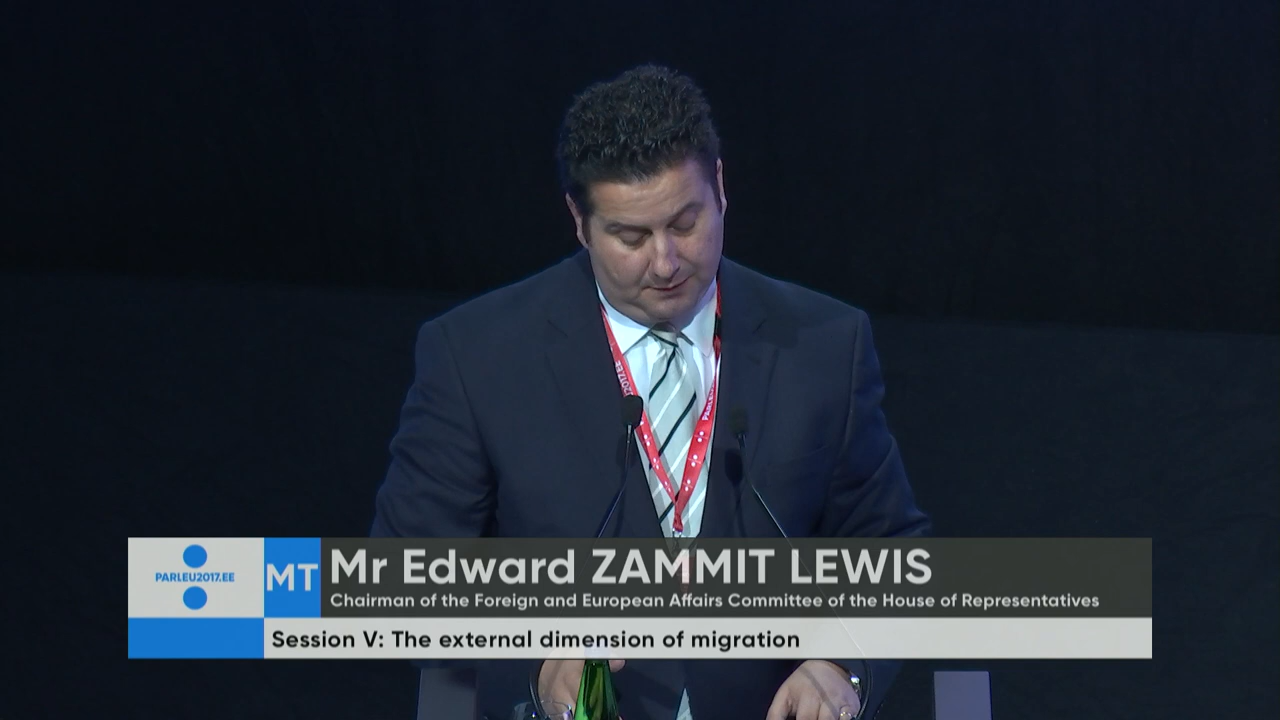 PARLEU2017.EE
MT
Mr Edward ZAMMIT LEWIS
Chairman of the Foreign and European Affairs Committee of the House of Representatives
Session V: The external dimension of migration